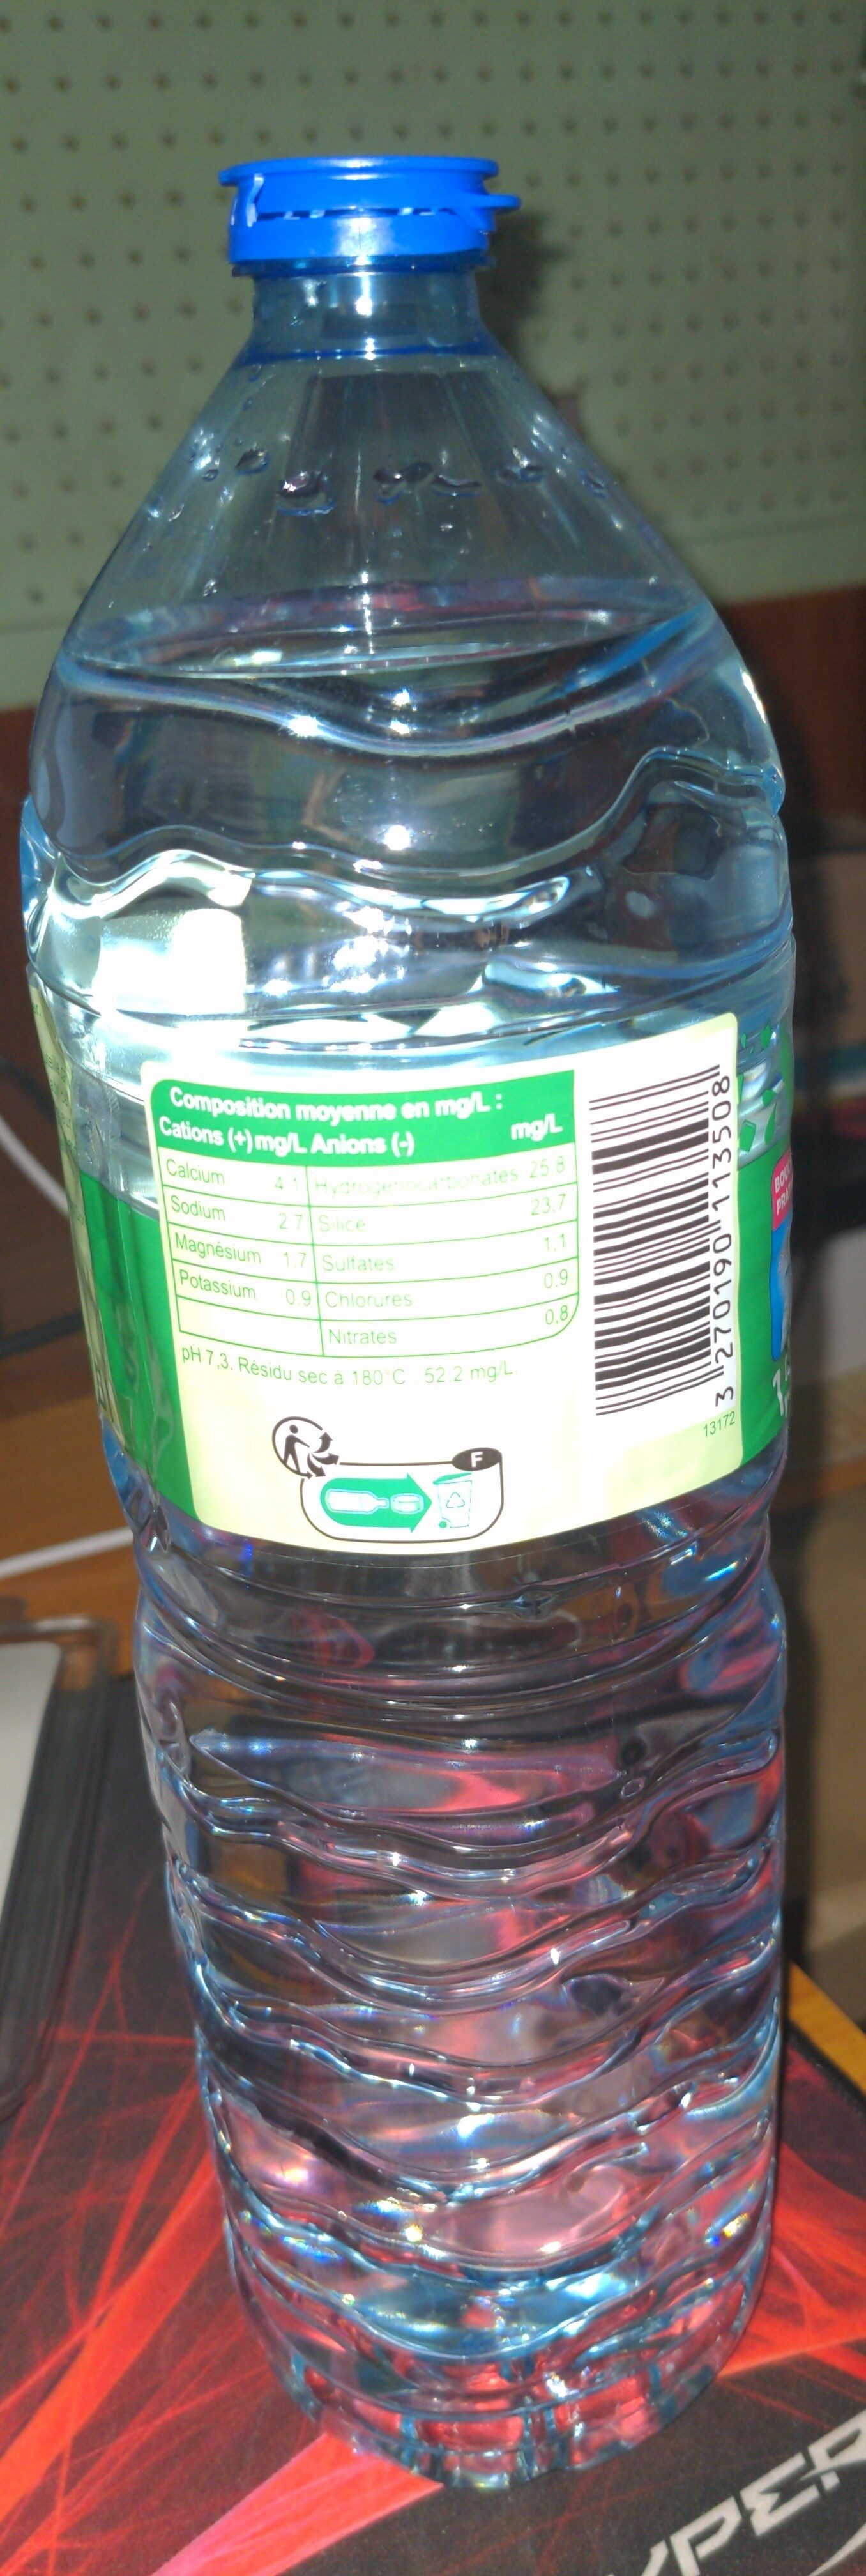 Composition moyenne en mg/L :
Cations (+) mg/L Anions (-) mg/L
Calcium 4.1 Hydrogénocarbonates 25.8
Sodium 2.7 Silice 23.7
Magnésium 1.7 Sulfates 1.1
Potassium 0.9 Chlorures 0.9
Nitrates 0,8
pH 7,3. Résidu sec à 180°C 52.2 mg/L.
3 270190 113508
13172
F